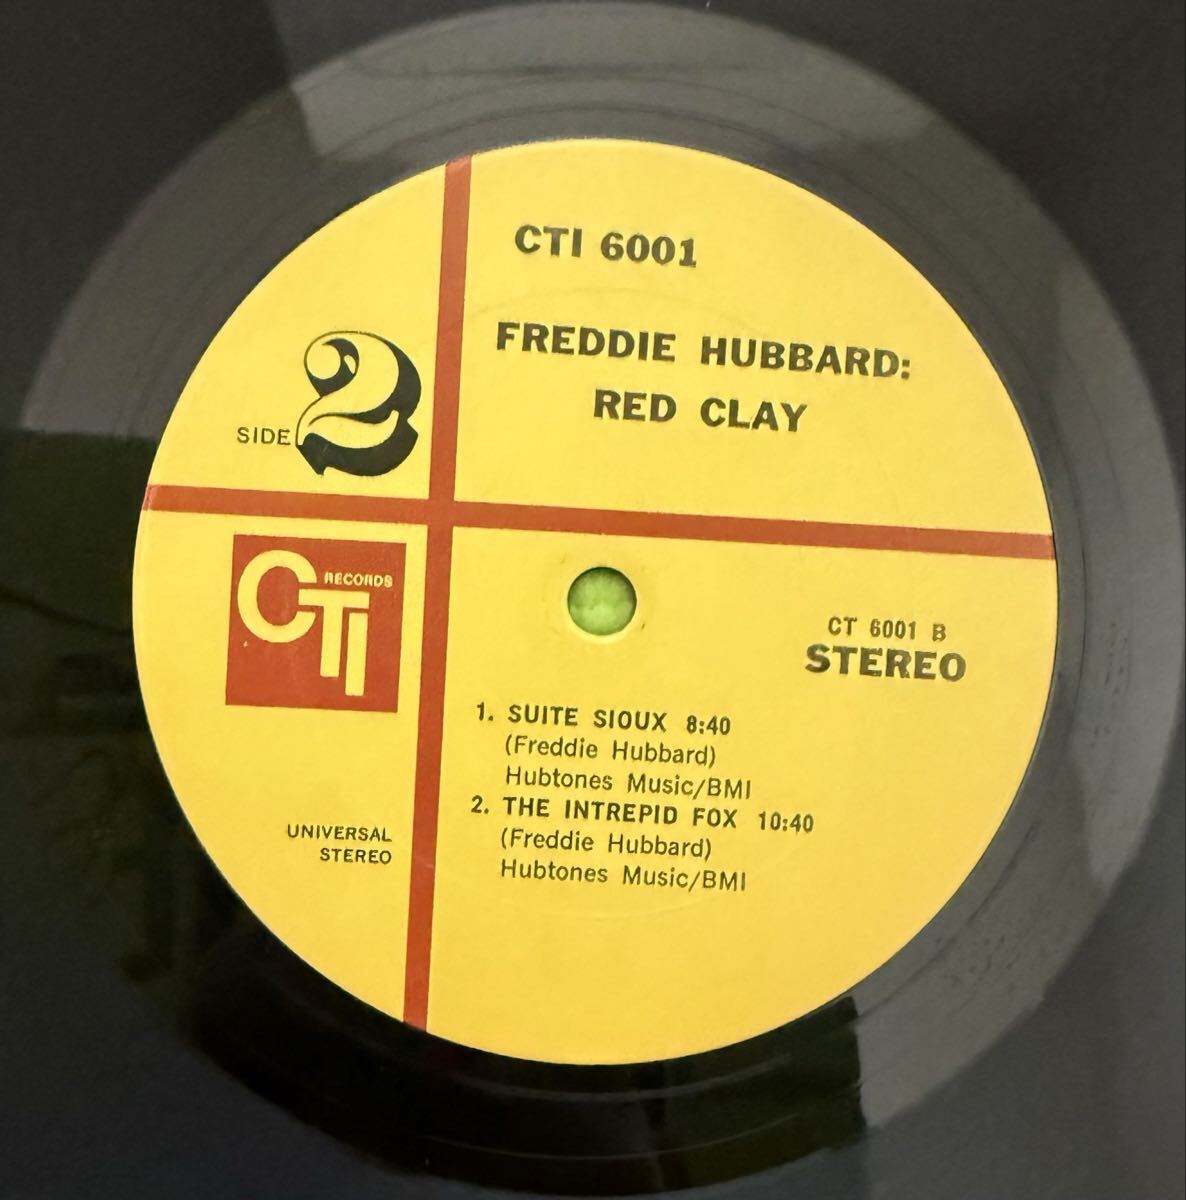 CTI 6001
FREDDIE HUBBARD:
RED CLAY
SIDE 2
CTI RECORDS
CT 6001 B
STEREO
1. SUITE SIOUX 8:40
(Freddie Hubbard)
Hubtones Music/BMI
2. THE INTREPID FOX 10:40
(Freddie Hubbard)
Hubtones Music/BMI
UNIVERSAL
STEREO